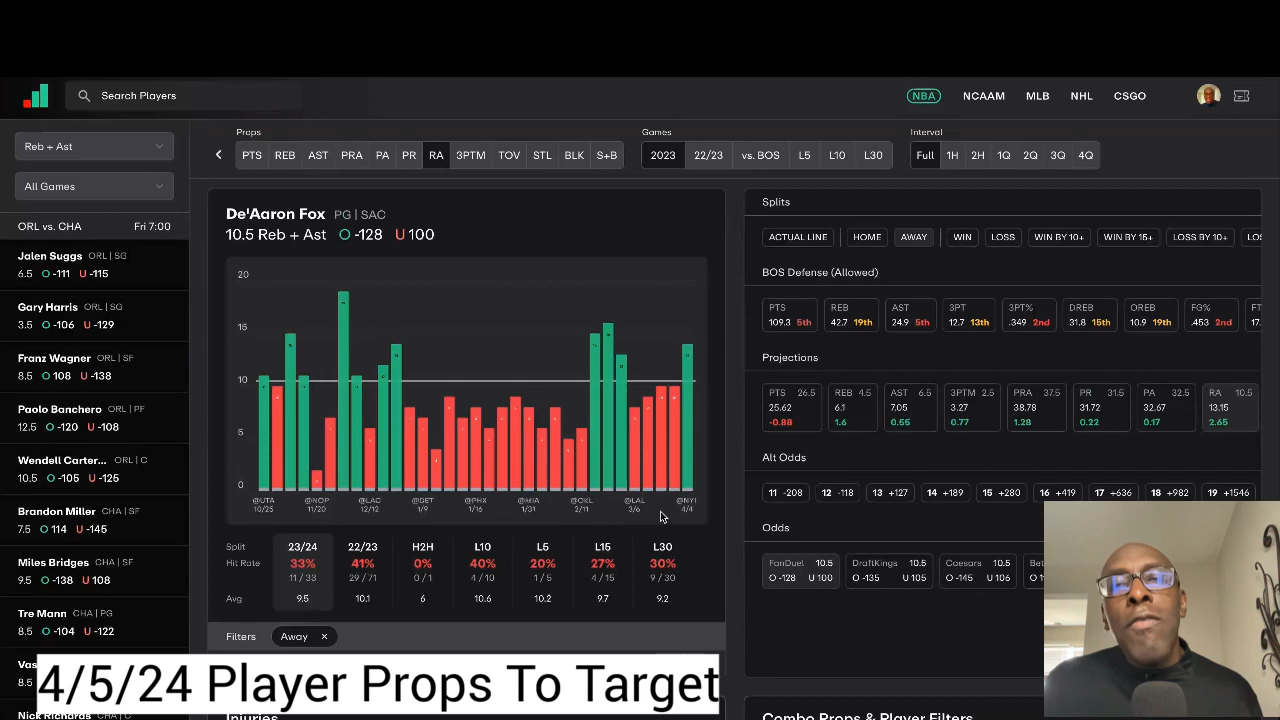 Search Players
NBA NCAAM MLB NHL CSGO
Props Games Interval
Reb + Ast
PTS REB AST PRA PA PR RA 3PTM TOV STL BLK S+B 2023 22/23 vs. BOS L5 L10 L30 Full 1H 2H 1Q 2Q 3Q 4Q
All Games
ORL vs. CHA Fri 7:00
Jalen Suggs ORL | SG
6.5 O -111 U -115
Gary Harris ORL | SG
3.5 O -106 U -129
Franz Wagner ORL | SF
8.5 O 108 U -138
Paolo Banchero ORL | PF
12.5 O -120 U -108
Wendell Carter... ORL | C
10.5 O -105 U -125
Brandon Miller CHA | SF
7.5 O 114 U -145
Miles Bridges CHA | SF
9.5 O -138 U 108
Tre Mann CHA | PG
8.5 O -104 U -122
Vas
8.5
Nick Richards CHA | C
De'Aaron Fox PG | SAC
10.5 Reb + Ast O -128 U 100
20
15
10
5
0
@UTA @NOP @LAC @DET @PHX @MIA @OKL @LAL @NYI
10/25 11/20 12/12 1/9 1/16 1/31 2/11 3/6 4/4
Split 23/24 22/23 H2H L10 L5 L15 L30
Hit Rate 33% 41% 0% 40% 20% 27% 30%
11 / 33 29 / 71 0 / 1 4 / 10 1 / 5 4 / 15 9 / 30
Avg 9.5 10.1 6 10.6 10.2 9.7 9.2
Filters Away ×
Injuries
Splits
ACTUAL LINE HOME AWAY WIN LOSS WIN BY 10+ WIN BY 15+ LOSS BY 10+ LOS
BOS Defense (Allowed)
PTS REB AST 3PT 3PT% DREB OREB FG% FT
109.3 5th 42.7 19th 24.9 5th 12.7 13th .349 2nd 31.8 15th 10.9 19th .453 2nd 17.
Projections
PTS 26.5 REB 4.5 AST 6.5 3PTM 2.5 PRA 37.5 PR 31.5 PA 32.5 RA 10.5
25.62 6.1 7.05 3.27 38.78 31.72 32.67 13.15
-0.88 1.6 0.55 0.77 1.28 0.22 0.17 2.65
Alt Odds
11 -208 12 -118 13 +127 14 +189 15 +280 16 +419 17 +636 18 +982 19 +1546
Odds
FanDuel 10.5 DraftKings 10.5 Caesars 10.5 Bet
O -128 U 100 O -135 U 105 O -145 U 106 O -1
Combo Props & Player Filters
4/5/24 Player Props To Target